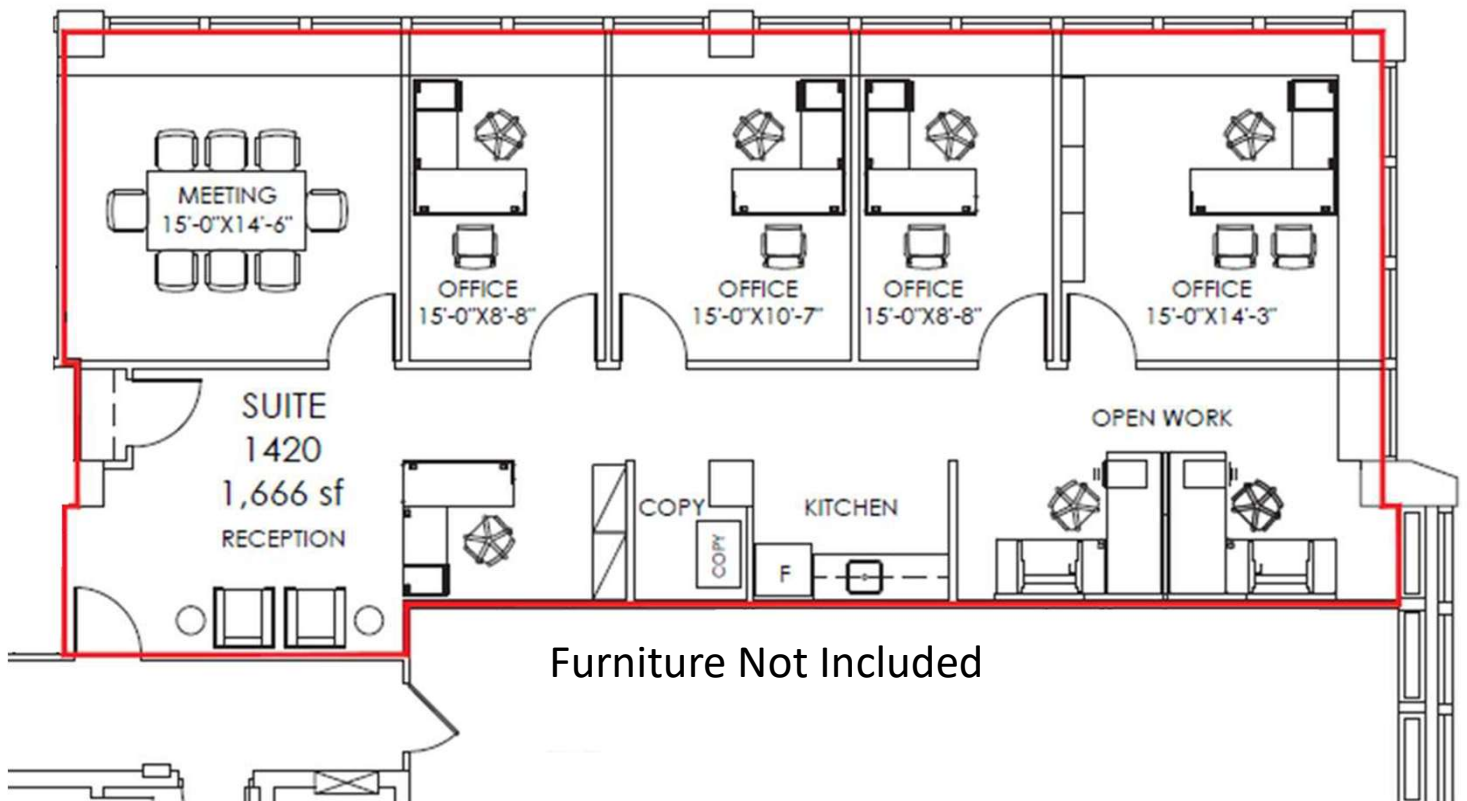 MEETING
15'-0"X14'-6"
OFFICE
15'-0"X8'-8"
OFFICE
15'-0"X10'-7"
OFFICE
15'-0"X8'-8"
OFFICE
15'-0"X14'-3"
SUITE
1420
1,666 sf
RECEPTION
COPY
COPY
KITCHEN
F
OPEN WORK
Furniture Not Included